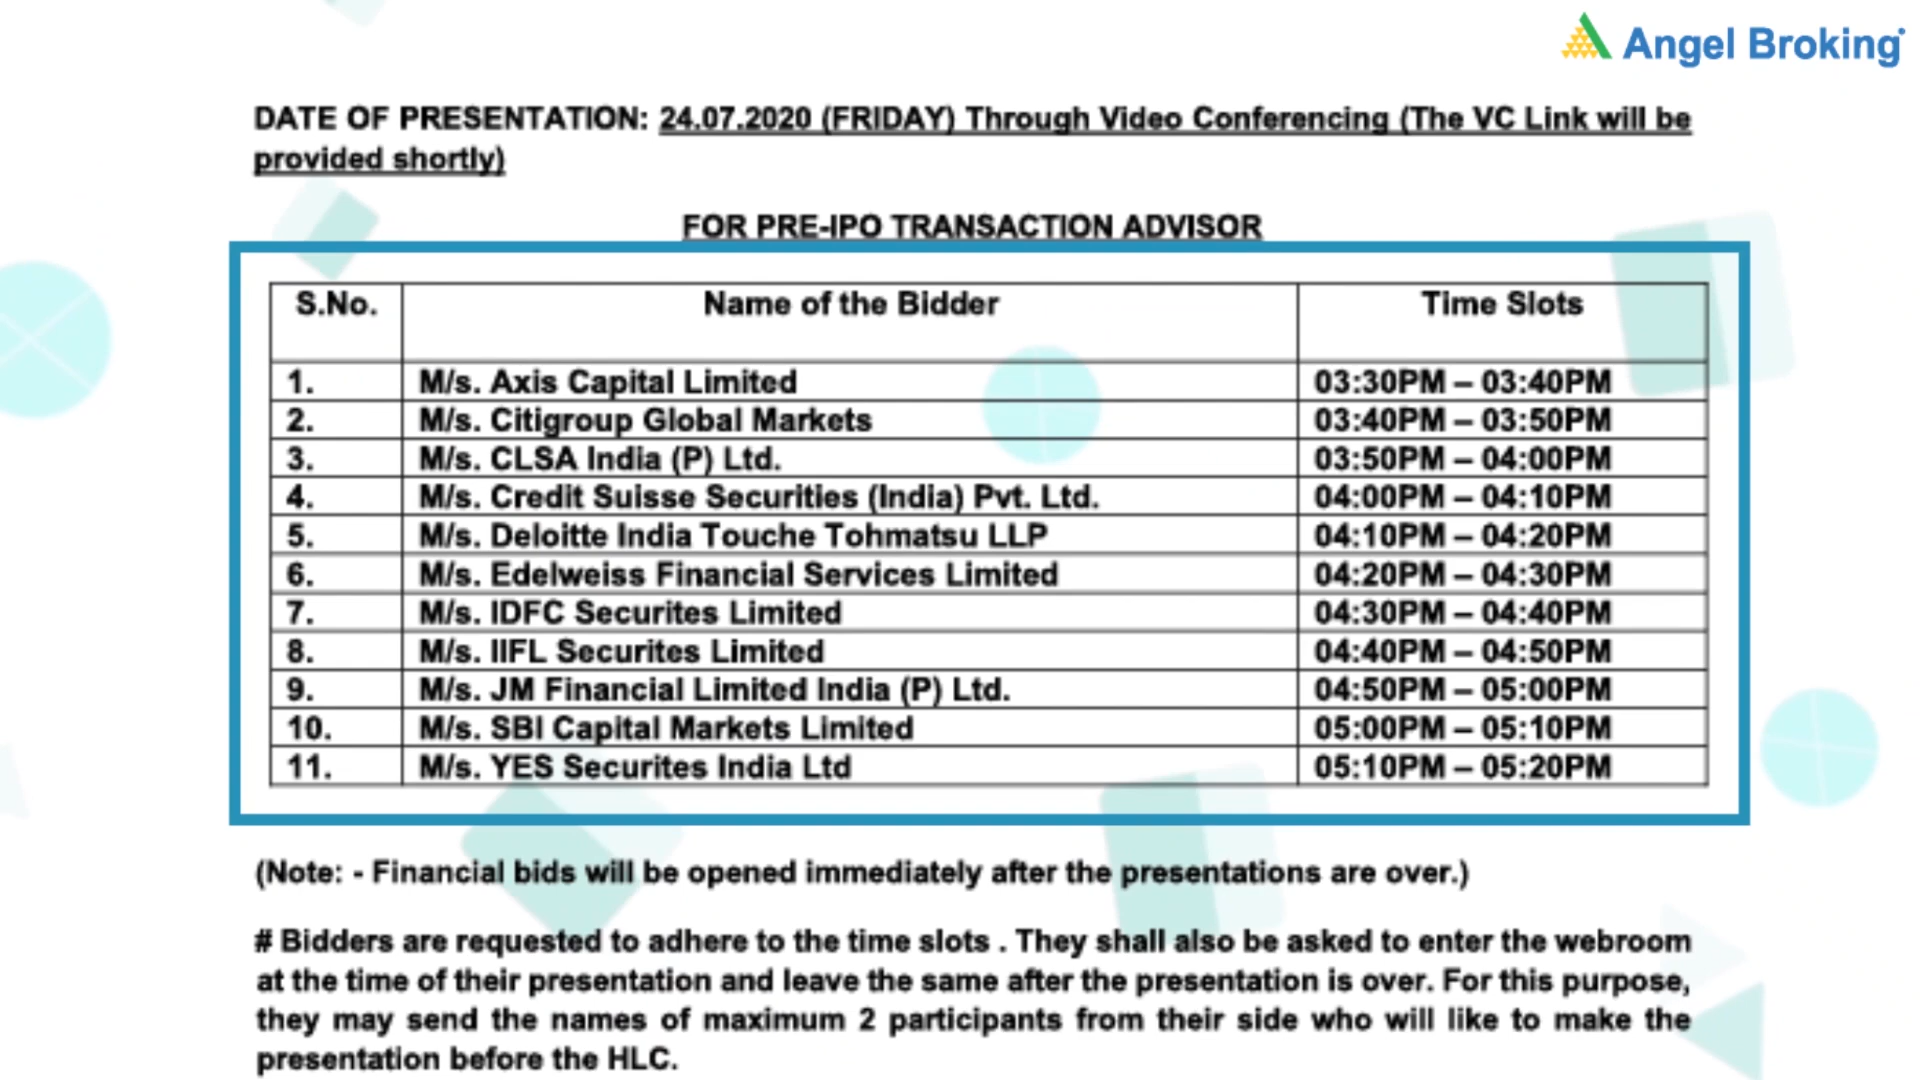 Angel Broking
DATE OF PRESENTATION: 24.07.2020 (FRIDAY) Through Video Conferencing (The VC Link will be
provided shortly)
FOR PRE-IPO TRANSACTION ADVISOR
S.No. Name of the Bidder Time Slots
1. M/s. Axis Capital Limited 03:30PM – 03:40PM
2. M/s. Citigroup Global Markets 03:40PM – 03:50PM
3. M/s. CLSA India (P) Ltd. 03:50PM – 04:00PM
4. M/s. Credit Suisse Securities (India) Pvt. Ltd. 04:00PM – 04:10PM
5. M/s. Deloitte India Touche Tohmatsu LLP 04:10PM – 04:20PM
6. M/s. Edelweiss Financial Services Limited 04:20PM – 04:30PM
7. M/s. IDFC Securites Limited 04:30PM – 04:40PM
8. M/s. IIFL Securites Limited 04:40PM – 04:50PM
9. M/s. JM Financial Limited India (P) Ltd. 04:50PM – 05:00PM
10. M/s. SBI Capital Markets Limited 05:00PM – 05:10PM
11. M/s. YES Securites India Ltd 05:10PM – 05:20PM
(Note: - Financial bids will be opened immediately after the presentations are over.)
# Bidders are requested to adhere to the time slots . They shall also be asked to enter the webroom
at the time of their presentation and leave the same after the presentation is over. For this purpose,
they may send the names of maximum 2 participants from their side who will like to make the
presentation before the HLC.